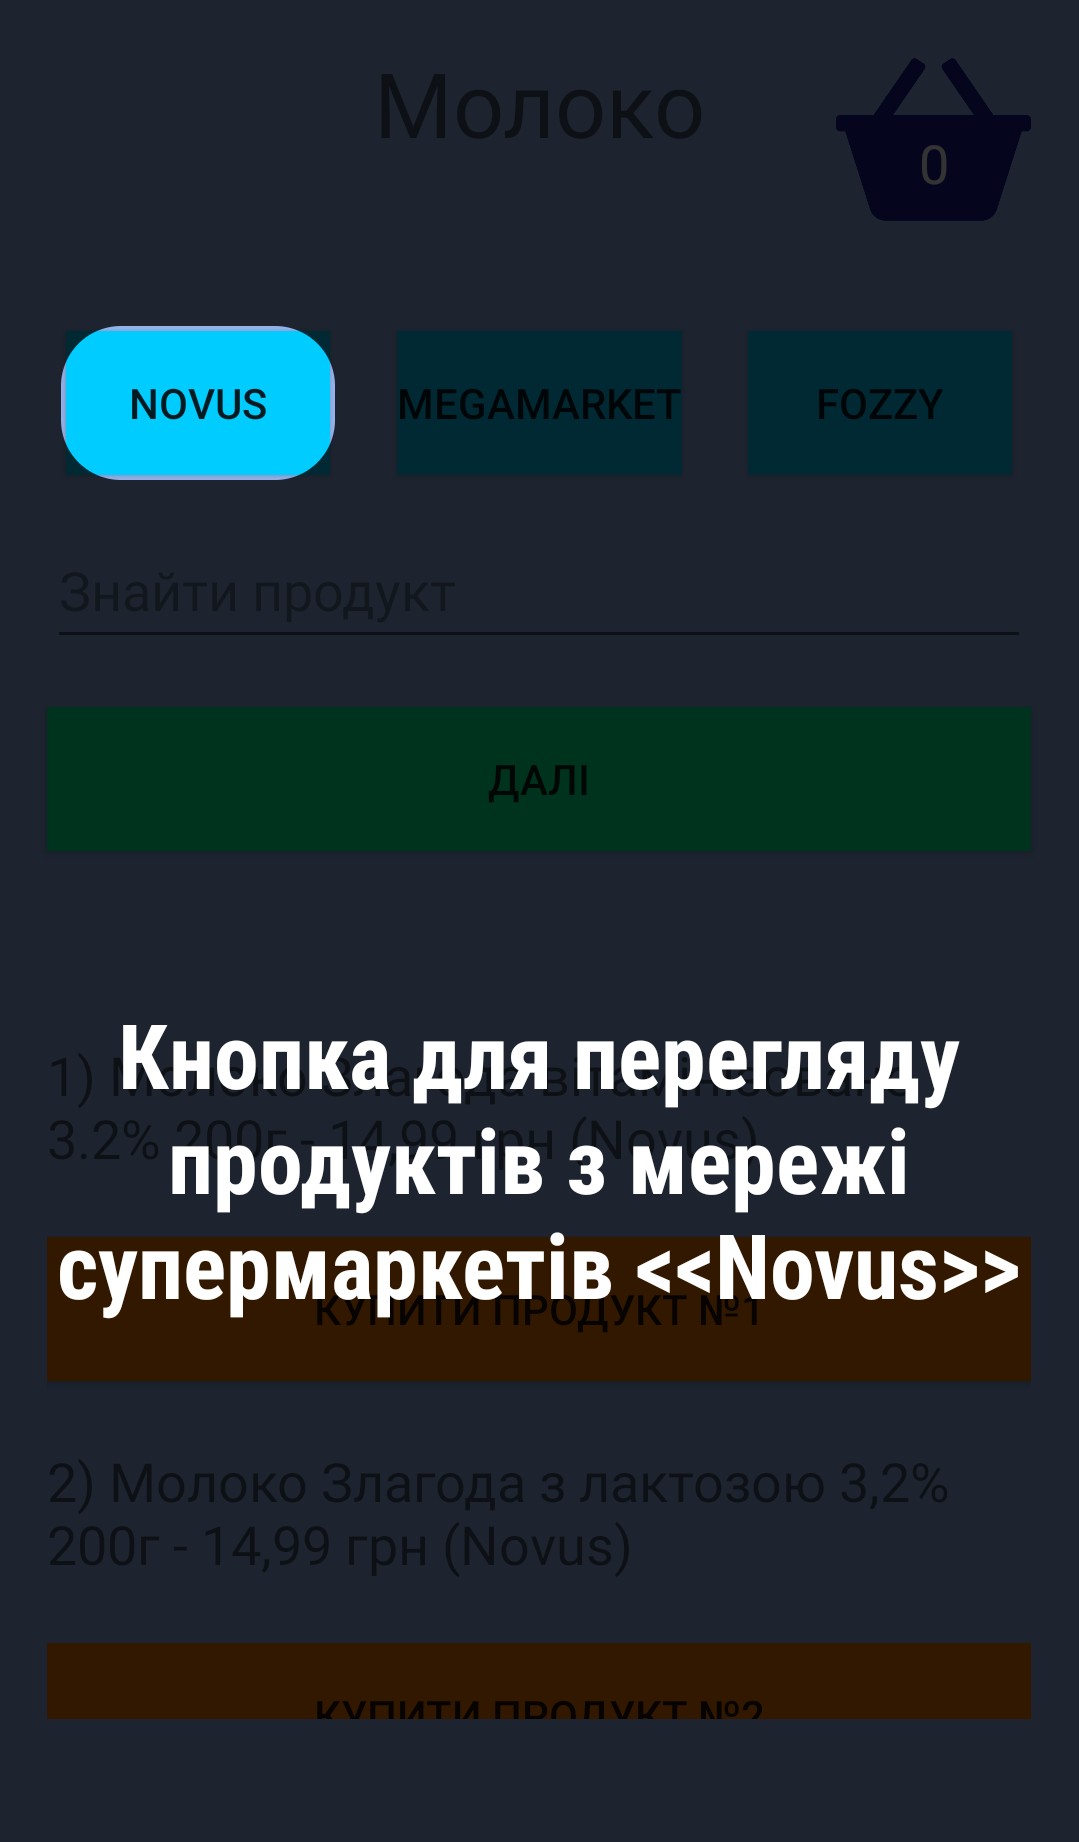 Молоко
0
NOVUS
MEGAMARKET
FOZZY
Знайти продукт
ДАЛІ
Кнопка для перегляду
продуктів з мережі
супермаркетів <<Novus>>
1) Молоко Злагода
3.2% 200г - 14,99 грн (Novus)
КУПИТИ ПРОДУКТ №1
2) Молоко Злагода з лактозою 3,2%
200г - 14,99 грн (Novus)
КУПИТИ ПРОДУКТ №2